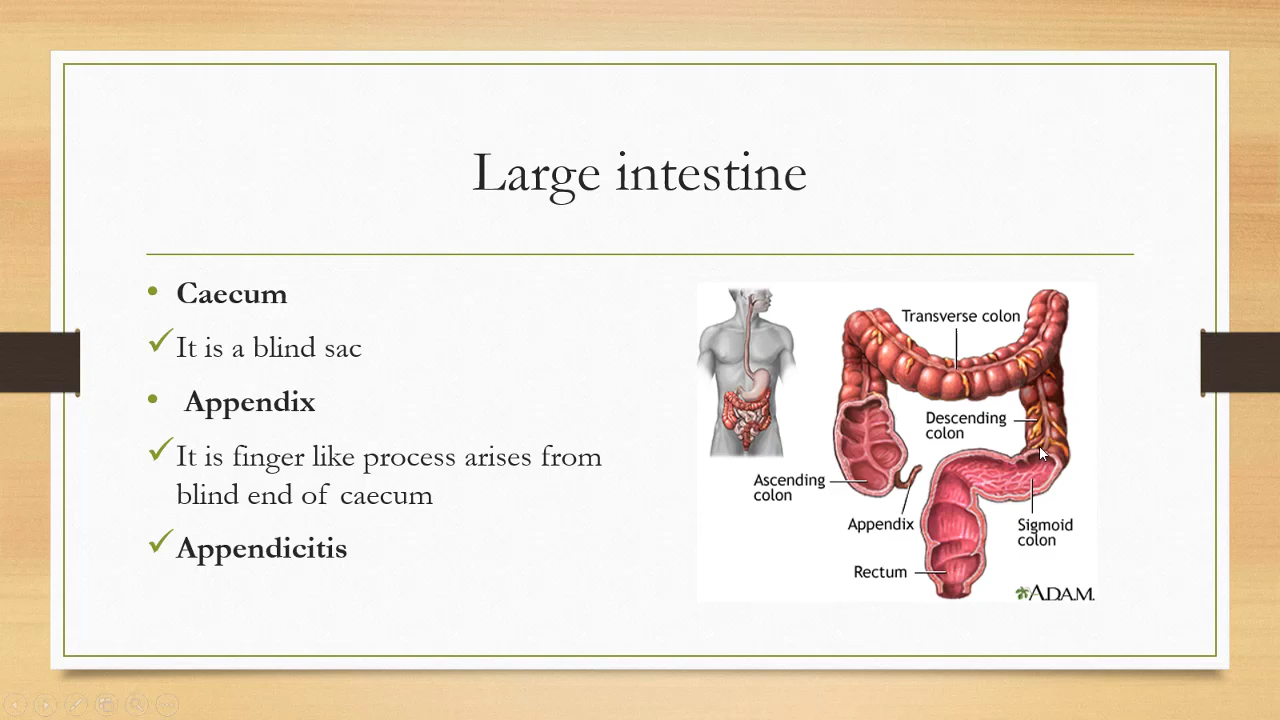 Large intestine
• Caecum
✓ It is a blind sac
• Appendix
✓ It is finger like process arises from
blind end of caecum
✓ Appendicitis
Transverse colon
Descending
colon
Ascending
colon
Appendix
Sigmoid
colon
Rectum
A.D.A.M.